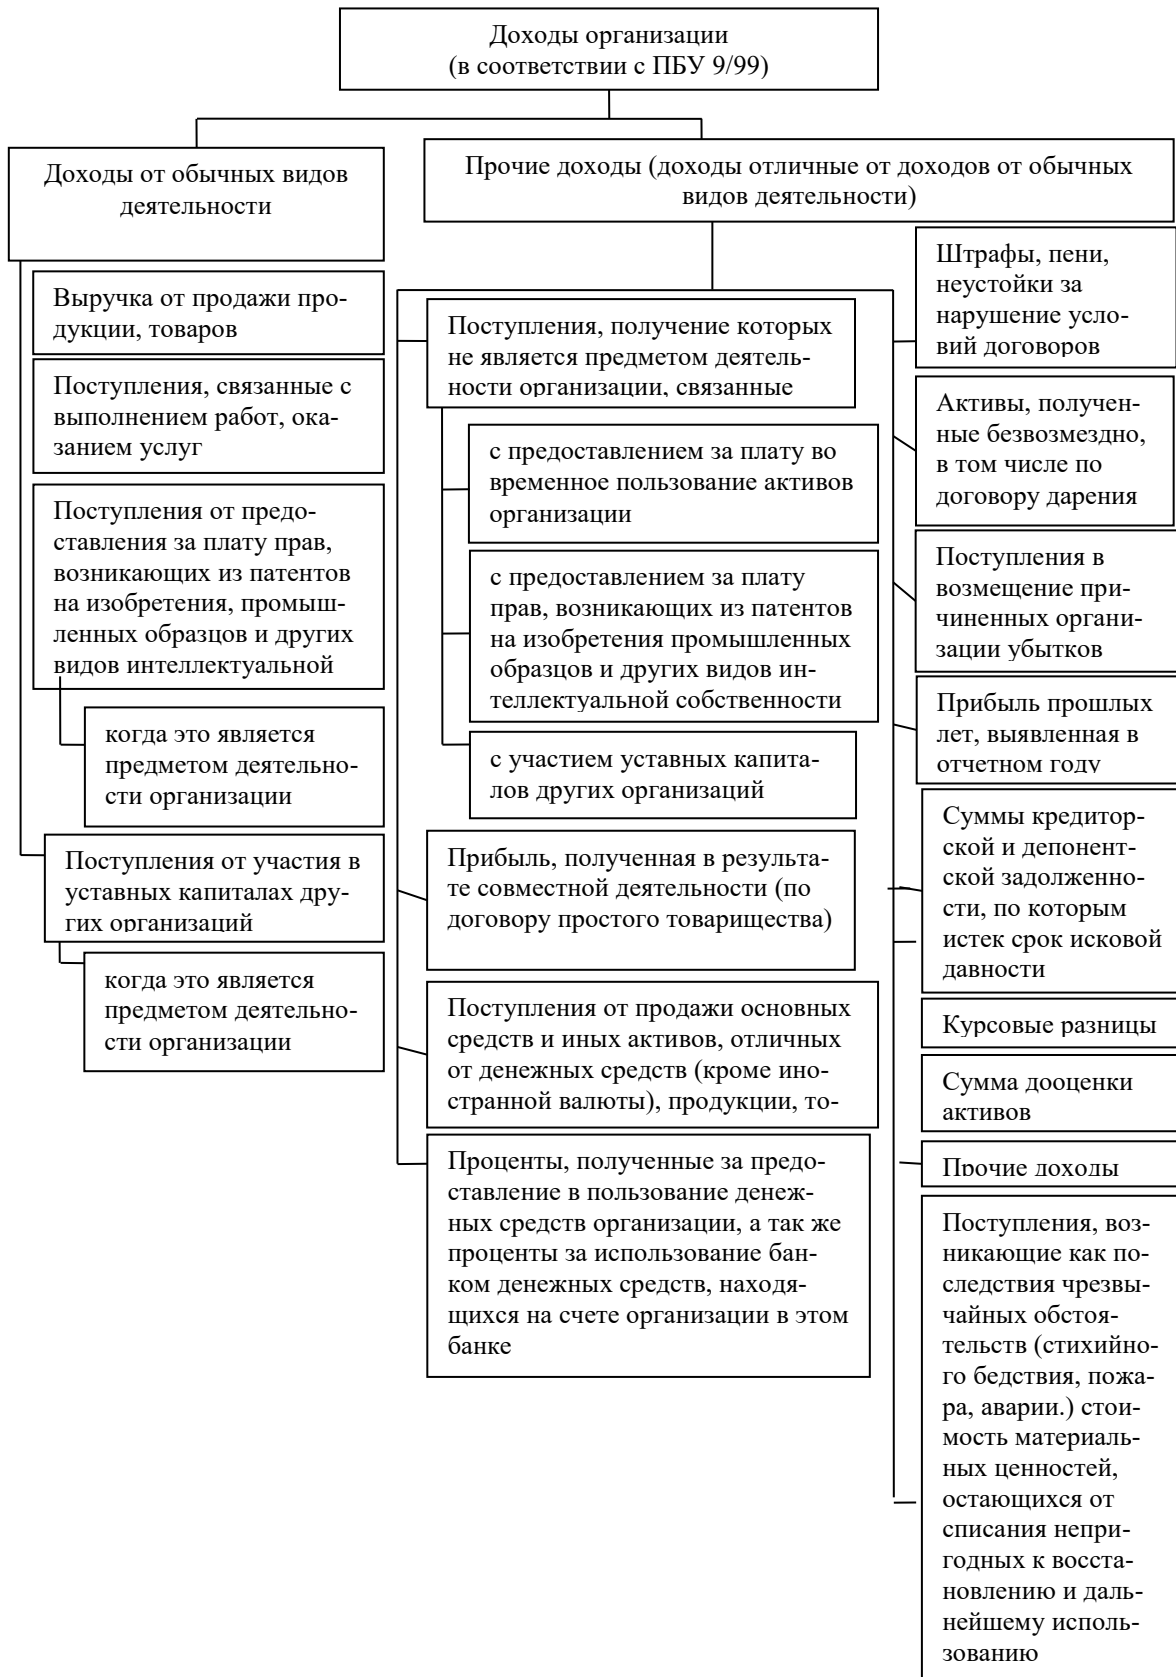 Доходы организации
(в соответствии с ПБУ 9/99)
Доходы от обычных видов
деятельности
Выручка от продажи про-
дукции, товаров
Поступления, связанные с
выполнением работ, ока-
занием услуг
Поступления от предо-
ставления за плату прав,
возникающих из патентов
на изобретения, промыш-
ленных образцов и других
видов интеллектуальной
когда это является
предметом деятельно-
сти организации
Поступления от участия в
уставных капиталах дру-
гих организаций
когда это является
предметом деятельно-
сти организации
Прочие доходы (доходы отличные от доходов от обычных
видов деятельности)
Поступления, получение которых
не является предметом деятель-
ности организации, связанные
с предоставлением за плату во
временное пользование активов
организации
с предоставлением за плату
прав, возникающих из патентов
на изобретения промышленных
образцов и других видов ин-
теллектуальной собственности
с участием уставных капита-
лов других организаций
Прибыль, полученная в результа-
те совместной деятельности (по
договору простого товарищества)
Поступления от продажи основных
средств и иных активов, отличных
от денежных средств (кроме ино-
странной валюты), продукции, то-
Проценты, полученные за предо-
ставление в пользование денеж-
ных средств организации, а так же
проценты за использование бан-
ком денежных средств, находя-
щихся на счете организации в этом
банке
Штрафы, пени,
неустойки за
нарушение усло-
вий договоров
Активы, получен-
ные безвозмездно,
в том числе по
договору дарения
Поступления в
возмещение при-
чиненных органи-
зации убытков
Прибыль прошлых
лет, выявленная в
отчетном году
Суммы кредитор-
ской и депонент-
ской задолженно-
сти, по которым
истек срок исковой
давности
Курсовые разницы
Сумма дооценки
активов
Прочие доходы
Поступления, воз-
никающие как по-
следствия чрезвы-
чайных обстоя-
тельств (стихийно-
го бедствия, пожа-
ра, аварии.) стои-
мость материаль-
ных ценностей,
остающихся от
списания непри-
годных к восста-
новлению и даль-
нейшему исполь-
зованию